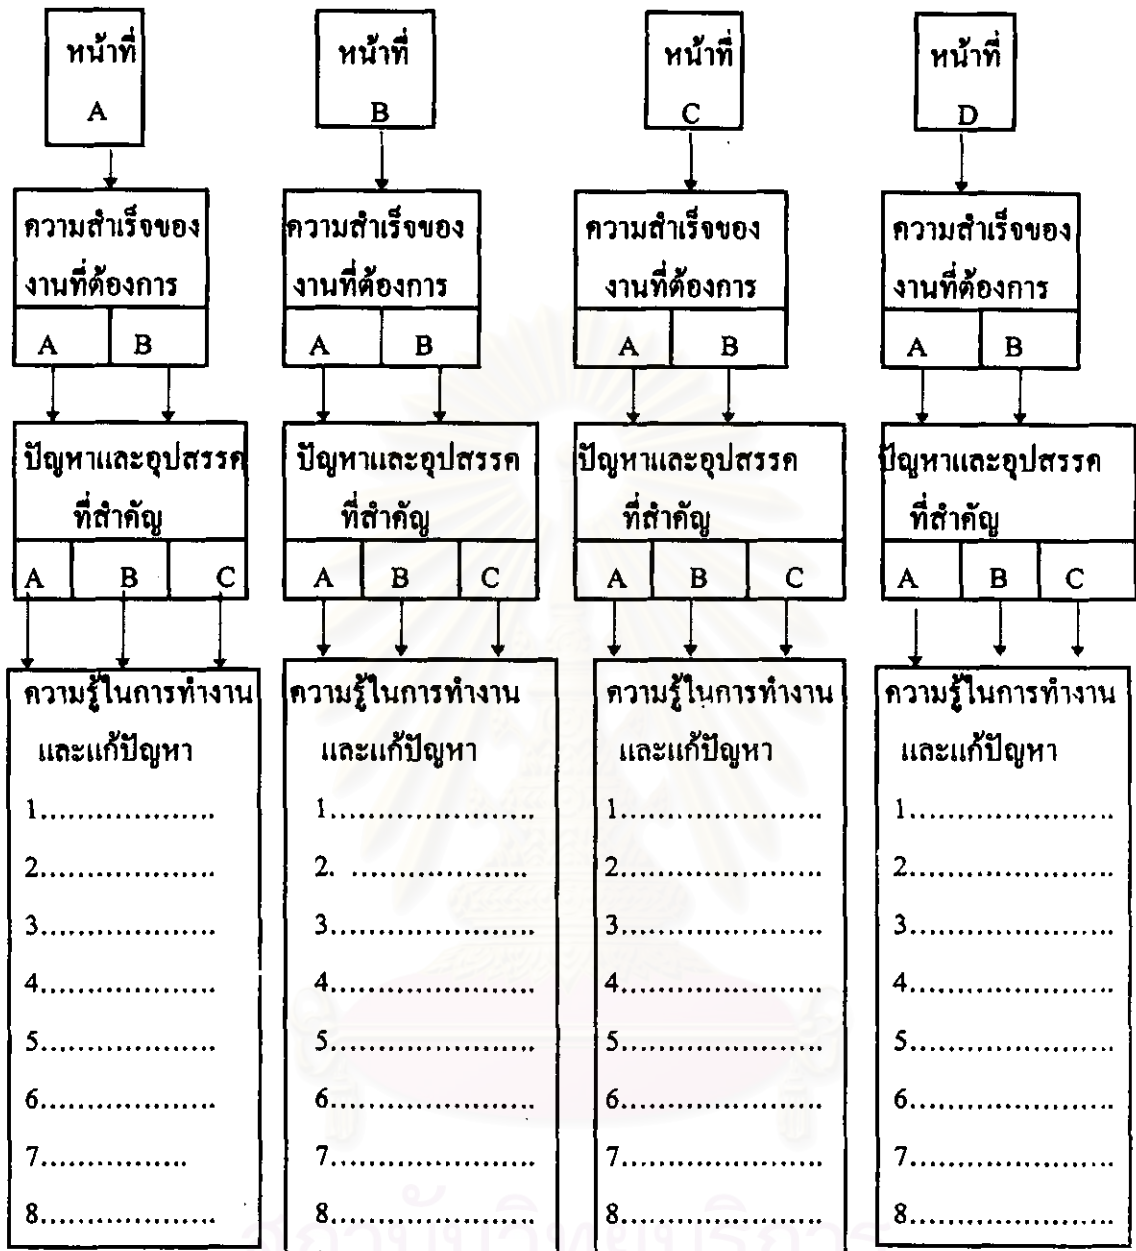 หน้าที่
A
ความสำเร็จของ
งานที่ต้องการ
A B
ปัญหาและอุปสรรค
ที่สำคัญ
A B C
ความรู้ในการทำงาน
และแก้ปัญหา
1...................
2...................
3...................
4...................
5...................
6...................
7................
8...................
หน้าที่
B
ความสำเร็จของ
งานที่ต้องการ
A B
ปัญหาและอุปสรรค
ที่สำคัญ
A B C
ความรู้ในการทำงาน
และแก้ปัญหา
1.....................
2. ...................
3.....................
4.....................
5.....................
6.....................
7.....................
8.....................
หน้าที่
C
ความสำเร็จของ
งานที่ต้องการ
A B
ปัญหาและอุปสรรค
ที่สำคัญ
A B C
ความรู้ในการทำงาน
และแก้ปัญหา
1.....................
2.....................
3.....................
4.....................
5.....................
6.....................
7.....................
8.....................
หน้าที่
D
ความสำเร็จของ
งานที่ต้องการ
A B
ปัญหาและอุปสรรค
ที่สำคัญ
A B C
ความรู้ในการทำงาน
และแก้ปัญหา
1.....................
2.....................
3.....................
4.....................
5.....................
6.....................
7.....................
8.....................
สถาบันวิทยบริการ